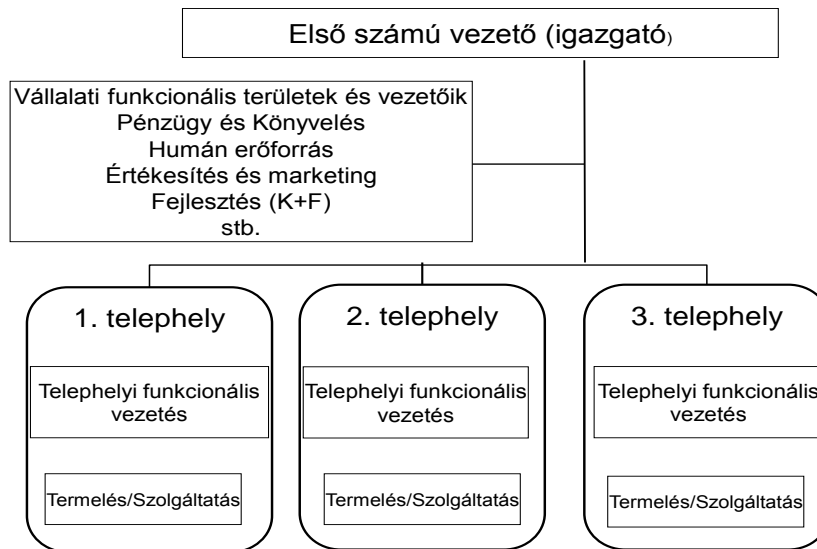 Első számú vezető (igazgató)
Vállalati funkcionális területek és vezetőik
Pénzügy és Könyvelés
Humán erőforrás
Értékesítés és marketing
Fejlesztés (K+F)
stb.
1. telephely
Telephelyi funkcionális
vezetés
Termelés/Szolgáltatás
2. telephely
Telephelyi funkcionális
vezetés
Termelés/Szolgáltatás
3. telephely
Telephelyi funkcionális
vezetés
Termelés/Szolgáltatás